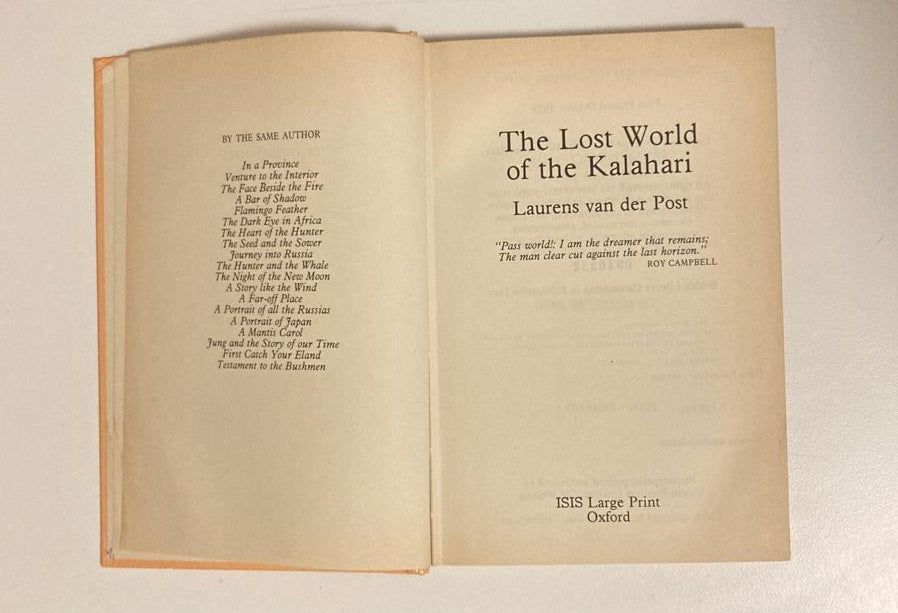 BY THE SAME AUTHOR
In a Province
Venture to the Interior
The Face Beside the Fire
A Bar of Shadow
Flamingo Feather
The Dark Eye in Africa
The Heart of the Hunter
The Seed and the Sower
Journey into Russia
The Hunter and the Whale
The Night of the New Moon
A Story like the Wind
A Far-off Place
A Portrait of all the Russias
A Portrait of Japan
A Mantis Carol
Jung and the Story of our Time
First Catch Your Eland
Testament to the Bushmen
The Lost World
of the Kalahari
Laurens van der Post
"Pass world!: I am the dreamer that remains;
The man clear cut against the last horizon."
ROY CAMPBELL
ISIS Large Print
Oxford